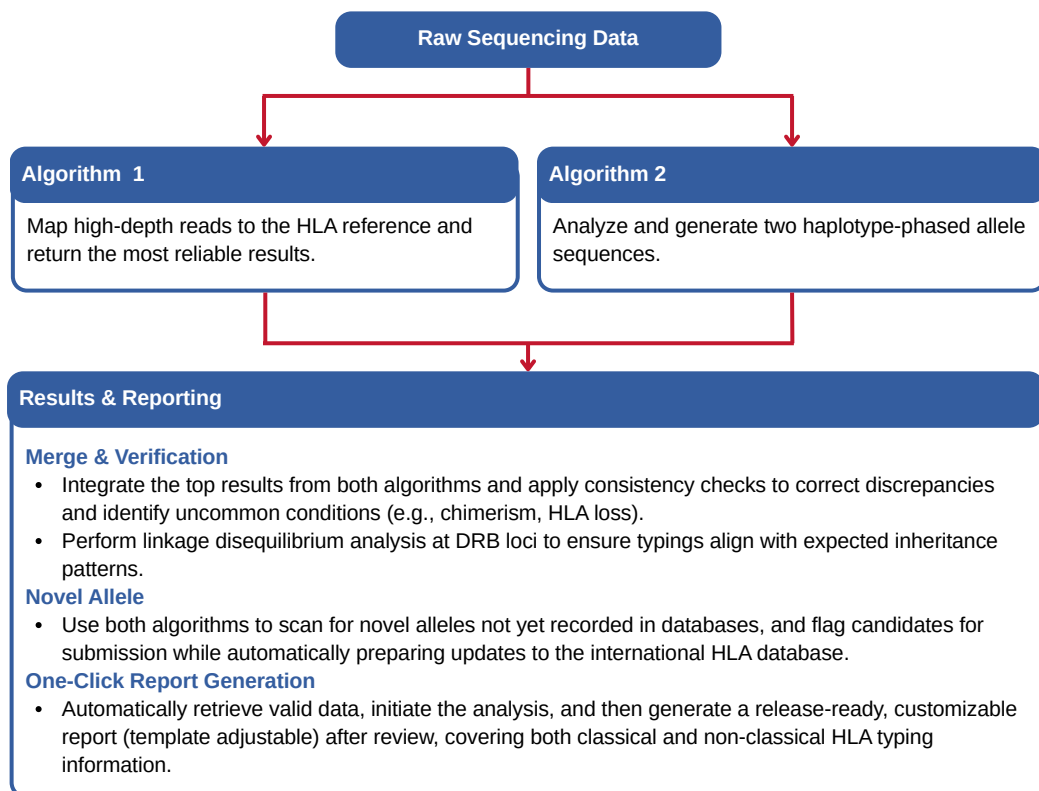 Raw Sequencing Data
Algorithm 1
Map high-depth reads to the HLA reference and
return the most reliable results.
Algorithm 2
Analyze and generate two haplotype-phased allele
sequences.
Results & Reporting
Merge & Verification
• Integrate the top results from both algorithms and apply consistency checks to correct discrepancies
and identify uncommon conditions (e.g., chimerism, HLA loss).
• Perform linkage disequilibrium analysis at DRB loci to ensure typings align with expected inheritance
patterns.
Novel Allele
• Use both algorithms to scan for novel alleles not yet recorded in databases, and flag candidates for
submission while automatically preparing updates to the international HLA database.
One-Click Report Generation
• Automatically retrieve valid data, initiate the analysis, and then generate a release-ready, customizable
report (template adjustable) after review, covering both classical and non-classical HLA typing
information.